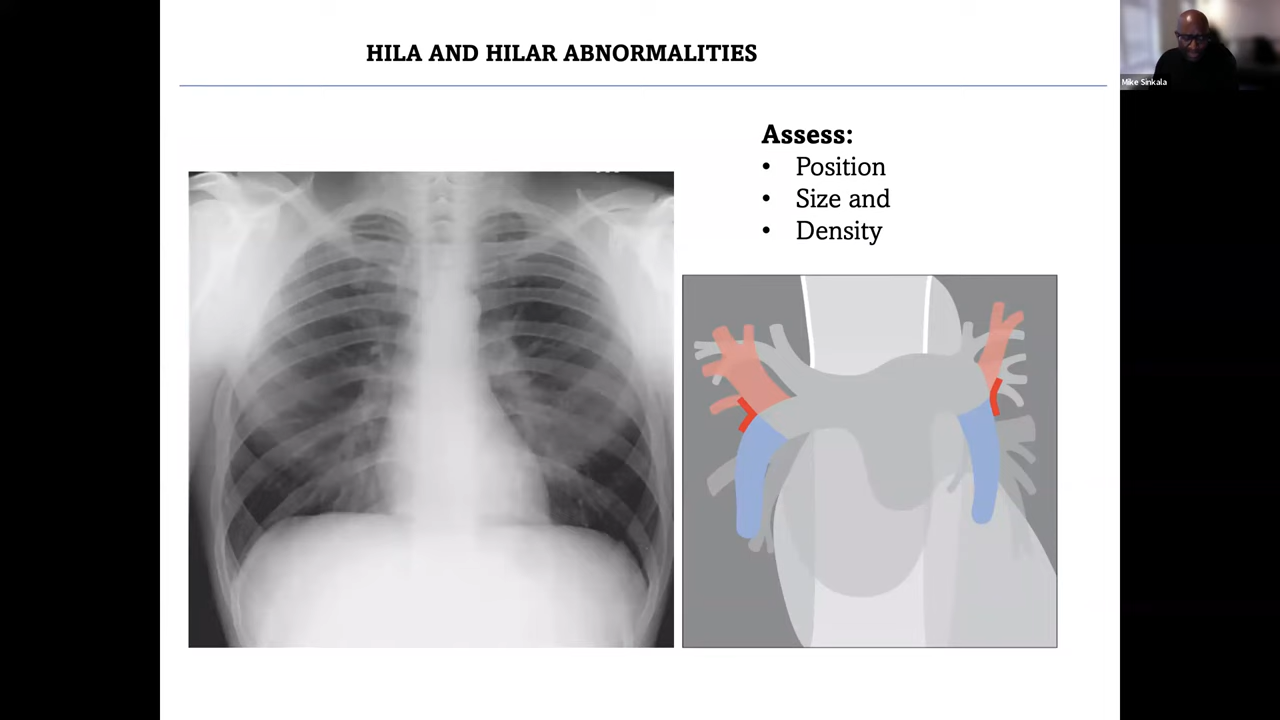 HILA AND HILAR ABNORMALITIES
Mike Sinkala
Assess:
• Position
• Size and
• Density